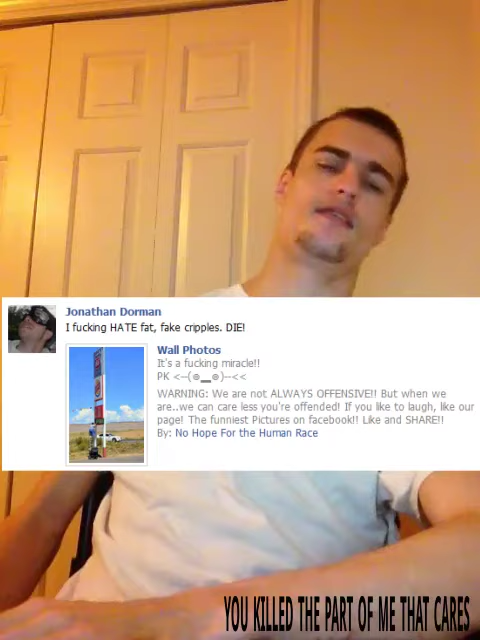 Jonathan Dorman
I fucking HATE fat, fake cripples. DIE!
Wall Photos
It's a fucking miracle!!
PK <--(⊚▂⊚)--<<
WARNING: We are not ALWAYS OFFENSIVE!! But when we
are..we can care less you're offended! If you like to laugh, like our
page! The funniest Pictures on facebook!! Like and SHARE!!
By: No Hope For the Human Race
YOU KILLED THE PART OF ME THAT CARES